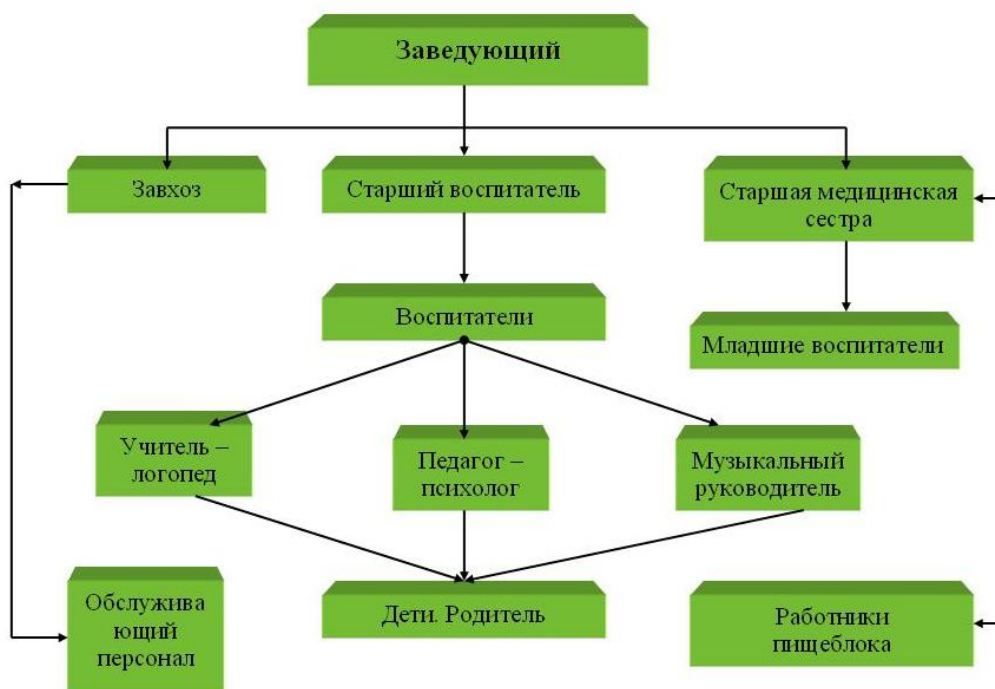 Заведующий
Завхоз
Старший воспитатель
Старшая медицинская
сестра
Воспитатели
Младшие воспитатели
Учитель –
логопед
Педагог –
психолог
Музыкальный
руководитель
Обслужива
ющий
персонал
Дети. Родитель
Работники
пищеблока